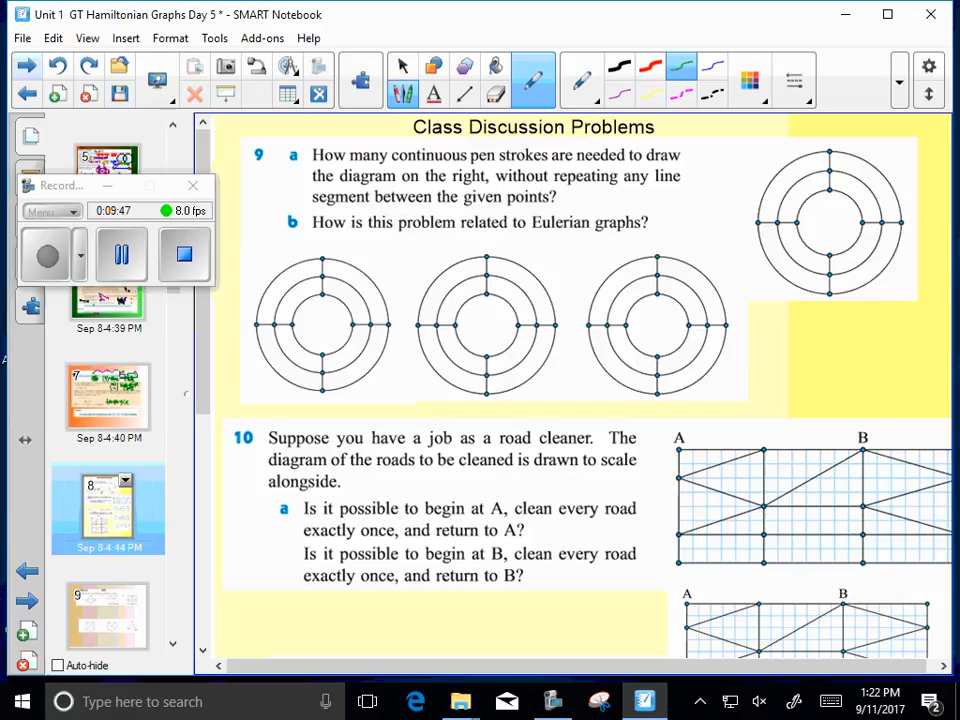 Unit 1 GT Hamiltonian Graphs Day 5 * - SMART Notebook
File Edit View Insert Format Tools Add-ons Help
Class Discussion Problems
9 a How many continuous pen strokes are needed to draw
the diagram on the right, without repeating any line
segment between the given points?
b How is this problem related to Eulerian graphs?
10 Suppose you have a job as a road cleaner. The
diagram of the roads to be cleaned is drawn to scale
alongside.
a Is it possible to begin at A, clean every road
exactly once, and return to A?
Is it possible to begin at B, clean every road
exactly once, and return to B?
A B
A B
5
Record...
Menu 0:09:47 8.0 fps
Sep 8-4:39 PM
7
Sep 8-4:40 PM
8
Sep 8-4:44 PM
9
Auto-hide
Type here to search
1:22 PM
9/11/2017
2